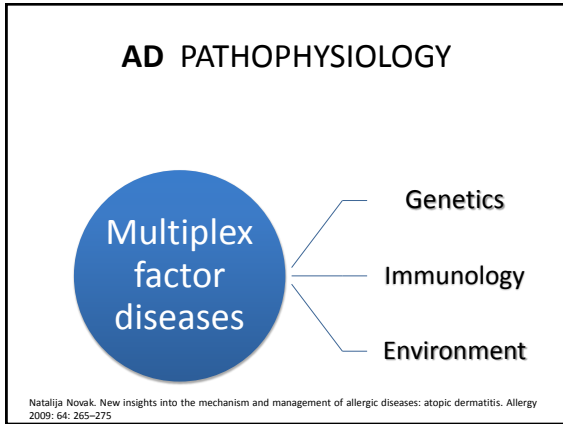 AD PATHOPHYSIOLOGY
Multiplex
factor
diseases
Genetics
Immunology
Environment
Natalija Novak. New insights into the mechanism and management of allergic diseases: atopic dermatitis. Allergy
2009: 64: 265–275